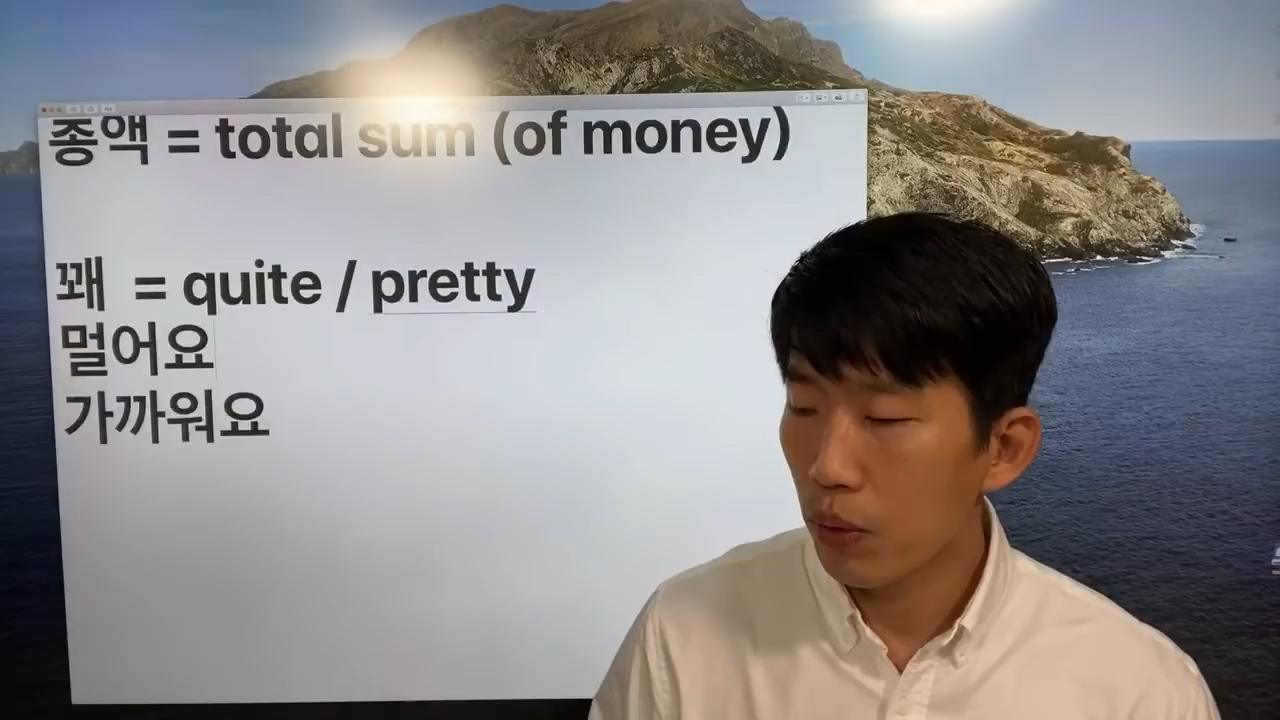 종액 = total sum (of money)
꽤 = quite / pretty
멀어요
가까워요